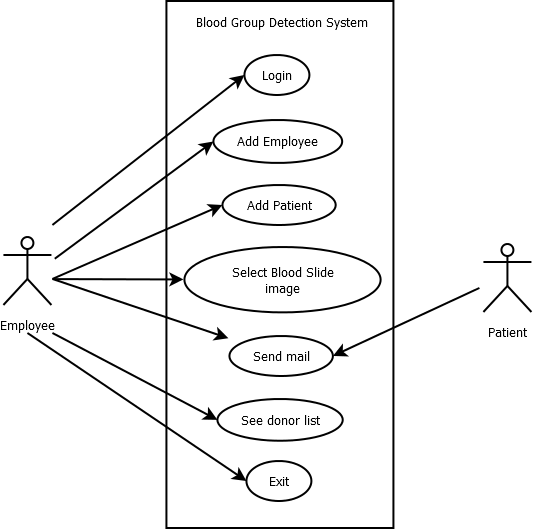 Blood Group Detection System
Login
Add Employee
Add Patient
Select Blood Slide
image
Employee
Patient
Send mail
See donor list
Exit